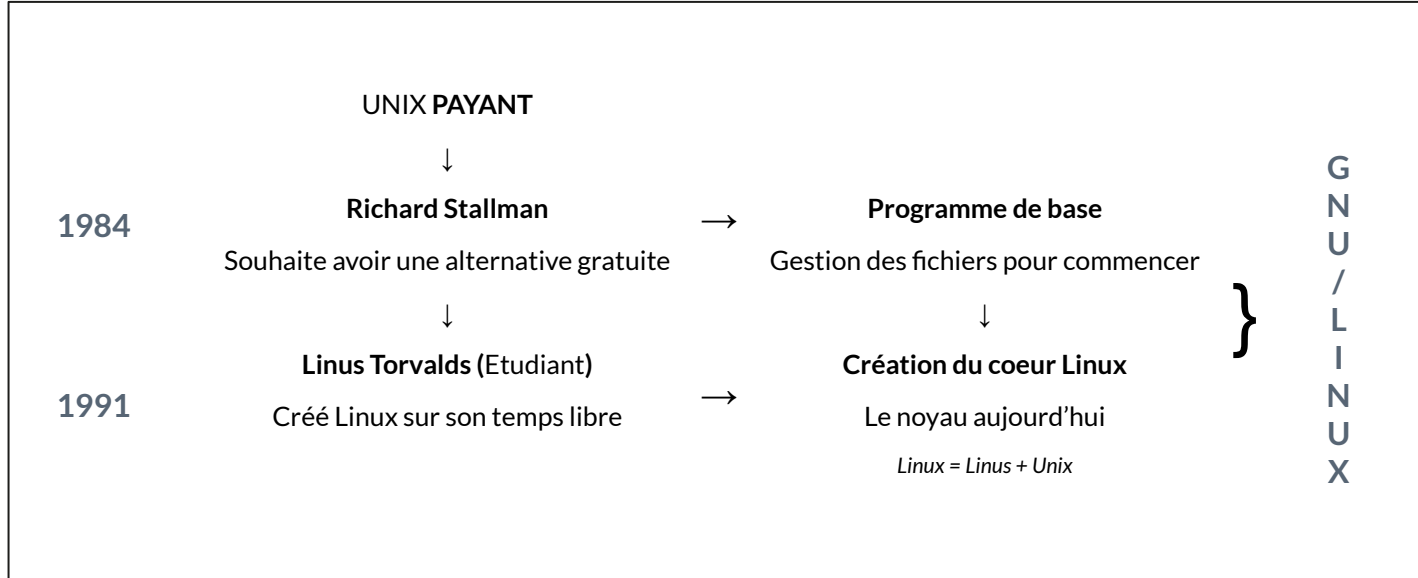 UNIX PAYANT
↓
1984
Richard Stallman
→
Programme de base
Souhaite avoir une alternative gratuite
Gestion des fichiers pour commencer
↓
↓
}
1991
Linus Torvalds (Etudiant)
→
Création du coeur Linux
Créé Linux sur son temps libre
Le noyau aujourd’hui
Linux = Linus + Unix
G
N
U
/
L
I
N
U
X